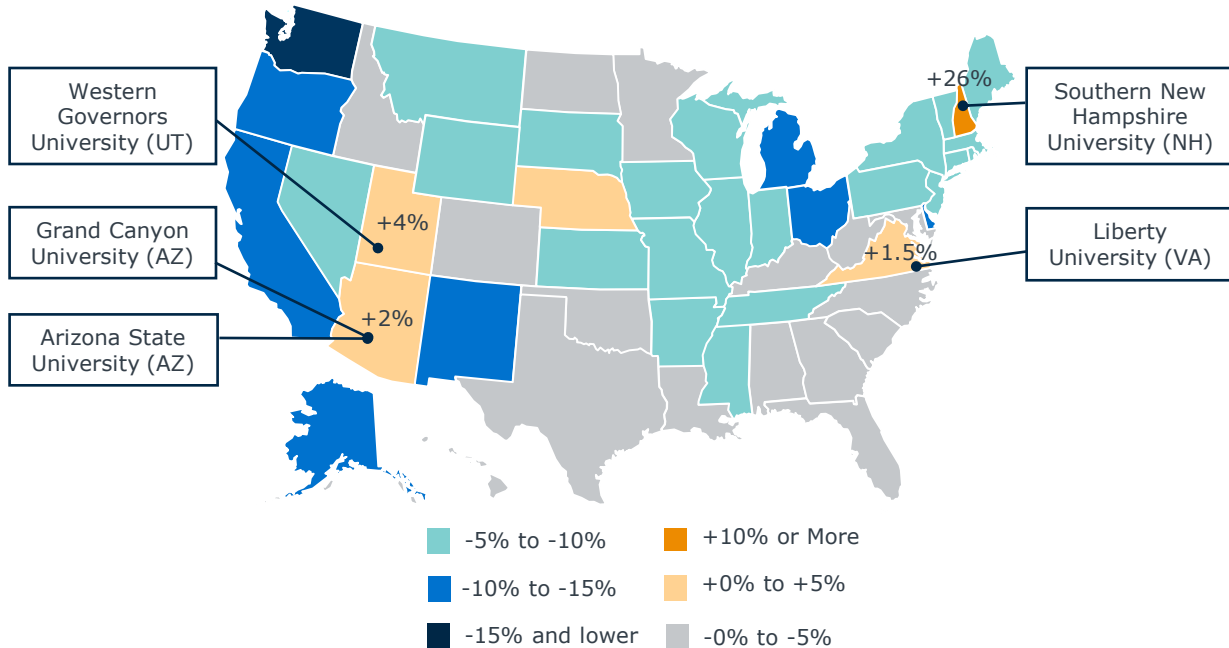 Western
Governors
University (UT)
Grand Canyon
University (AZ)
Arizona State
University (AZ)
+4%
+2%
+26%
+1.5%
Southern New
Hampshire
University (NH)
Liberty
University (VA)
-5% to -10%
+10% or More
-10% to -15%
+0% to +5%
-15% and lower
-0% to -5%